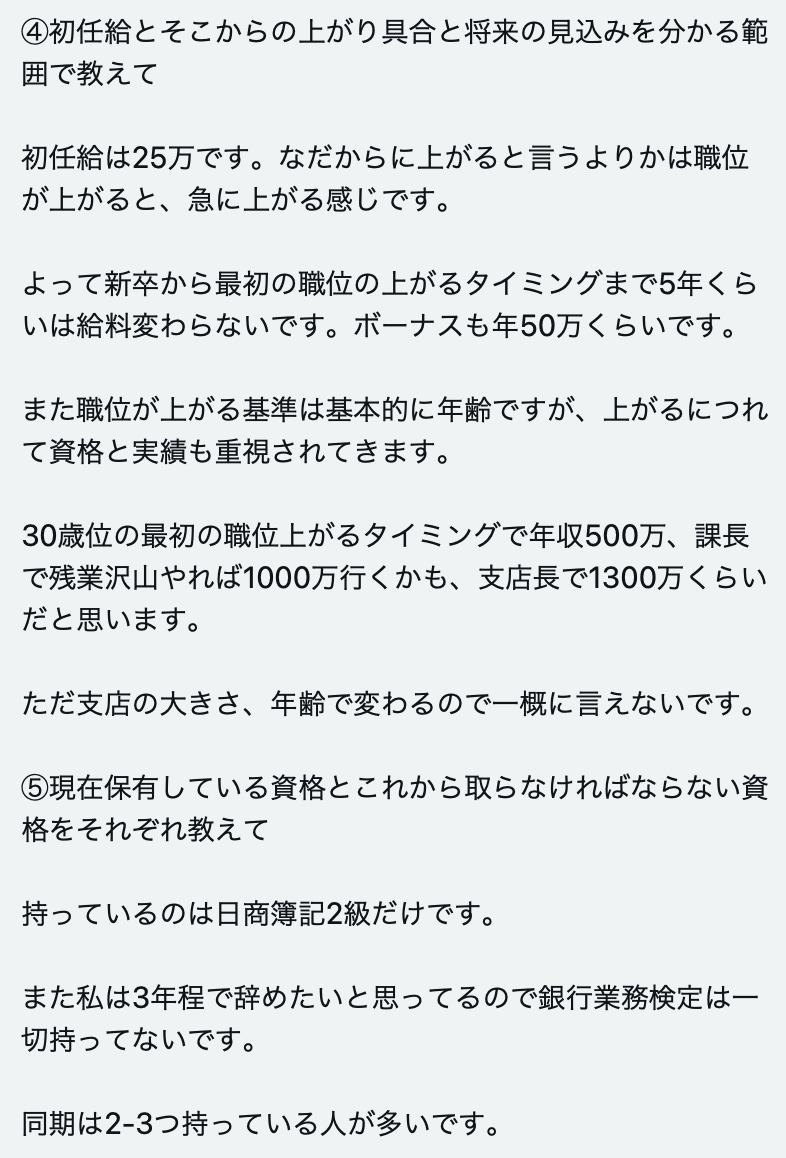 ④初任給とそこからの上がり具合と将来の見込みを分かる範
囲で教えて
初任給は25万です。なだからに上がると言うよりかは職位
が上がると、急に上がる感じです。
よって新卒から最初の職位の上がるタイミングまで5年くら
いは給料変わらないです。ボーナスも年50万くらいです。
また職位が上がる基準は基本的に年齢ですが、上がるにつれ
て資格と実績も重視されてきます。
30歳位の最初の職位上がるタイミングで年収500万、課長
で残業沢山やれば1000万行くかも、支店長で1300万くらい
だと思います。
ただ支店の大きさ、年齢で変わるので一概に言えないです。
⑤現在保有している資格とこれから取らなければならない資
格をそれぞれ教えて
持っているのは日商簿記2級だけです。
また私は3年程で辞めたいと思ってるので銀行業務検定は一
切持ってないです。
同期は2-3つ持っている人が多いです。